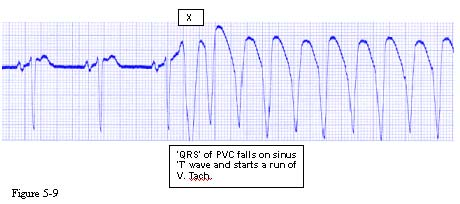 X
'QRS' of PVC falls on sinus
'T' wave and starts a run of
V. Tach.
Figure 5-9